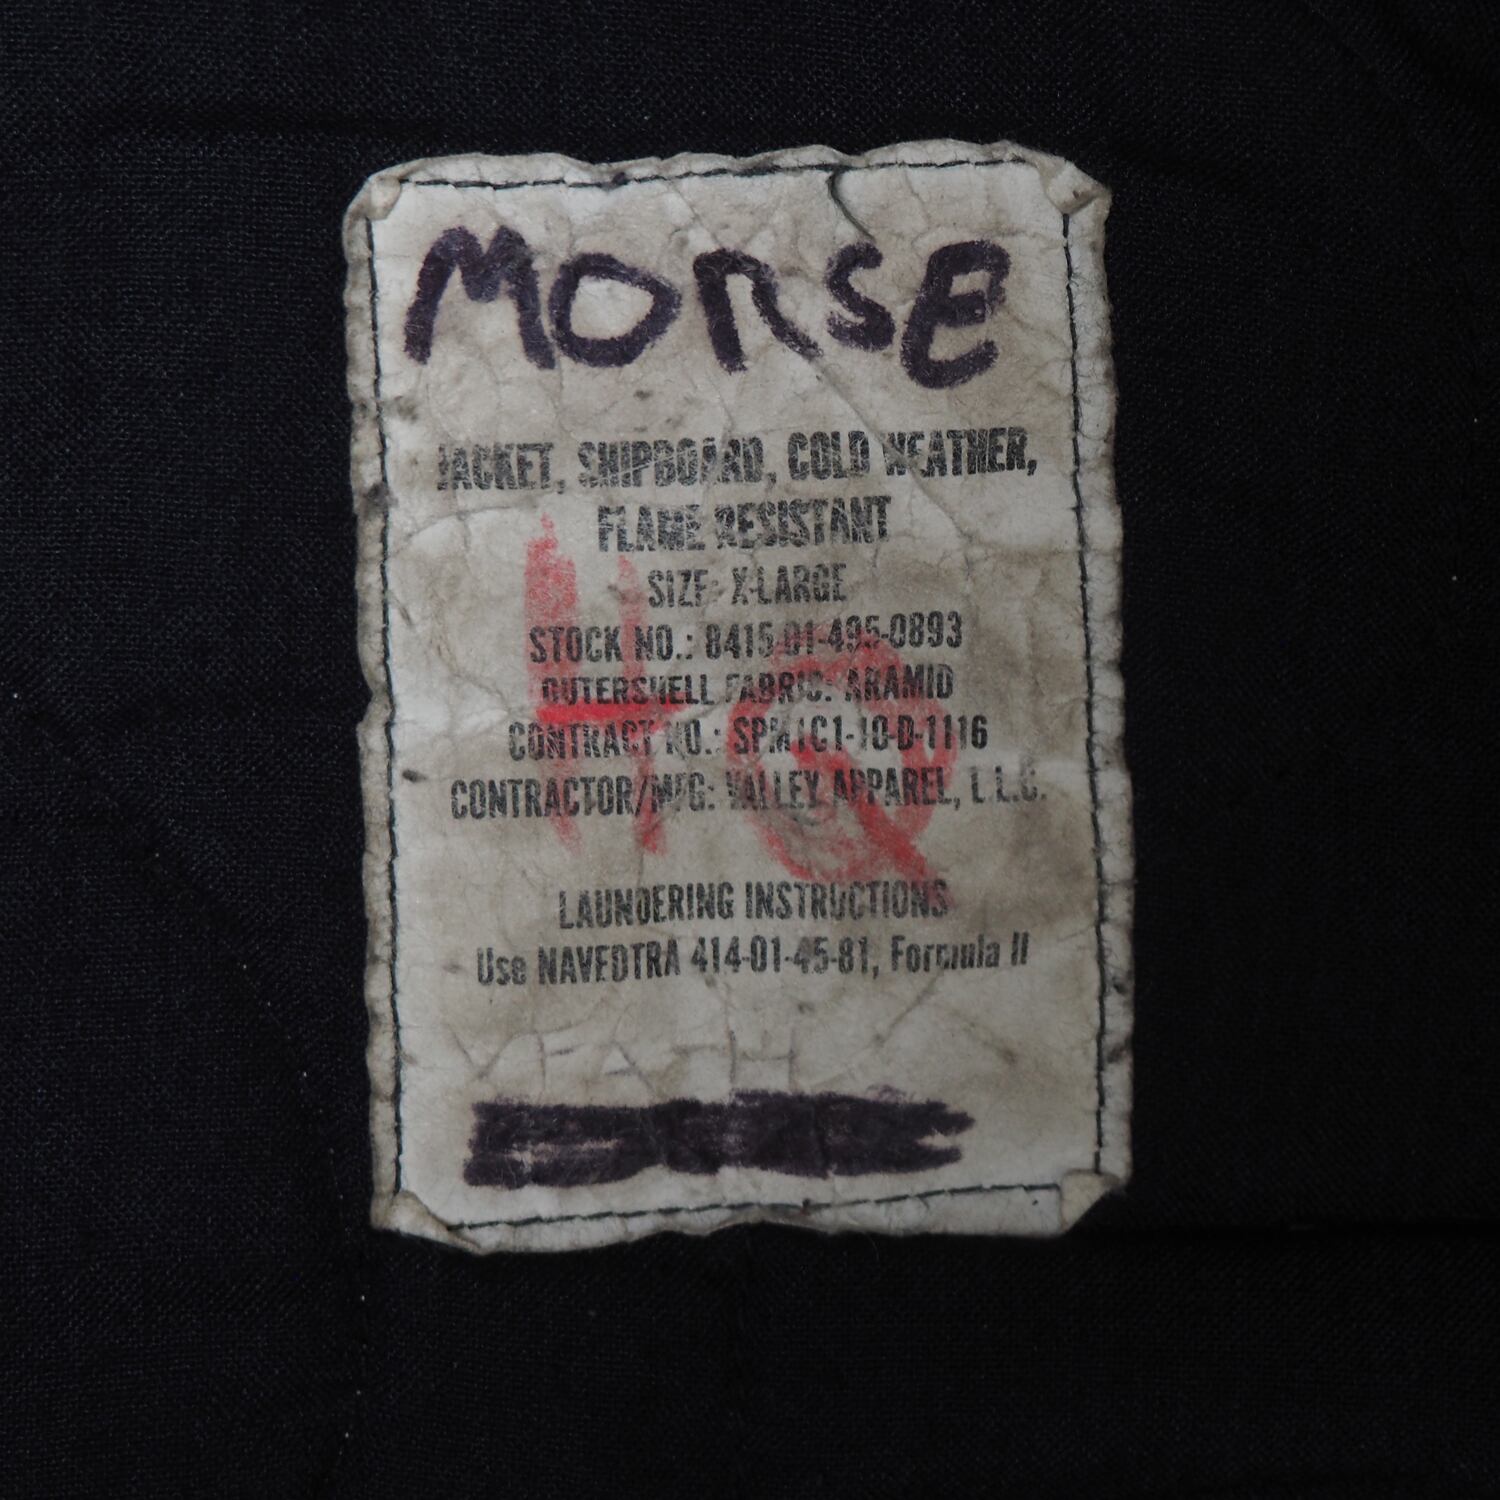 MORSE
JACKET, SHIPBOARD, COLD WEATHER,
FLAME RESISTANT
SIZE: X-LARGE
STOCK NO.: 8415-01-495-0893
OUTERSHELL FABRIC: ARAMID
CONTRACT NO.: SPM1C1-10-D-1116
CONTRACTOR/MFG: VALLEY APPAREL, L.L.C.
HQ
LAUNDERING INSTRUCTIONS
Use NAVEDTRA 414-01-45-81, Formula II